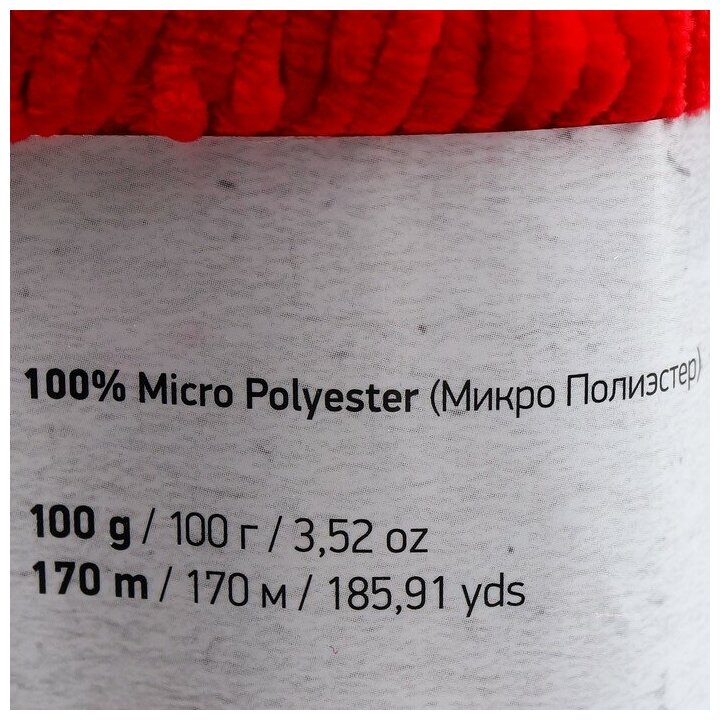 100% Micro Polyester (Микро Полиэстер)
100 g / 100 г / 3,52 oz
170 m / 170 м / 185,91 yds